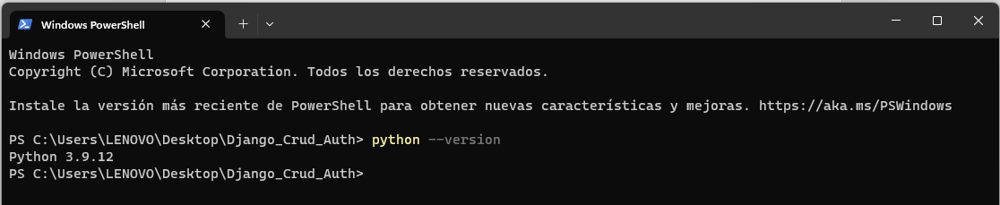 Windows PowerShell
Windows PowerShell
Copyright (C) Microsoft Corporation. Todos los derechos reservados.
Instale la versión más reciente de PowerShell para obtener nuevas características y mejoras. https://aka.ms/PSWindows
PS C:\Users\LENOVO\Desktop\Django_Crud_Auth> python --version
Python 3.9.12
PS C:\Users\LENOVO\Desktop\Django_Crud_Auth>